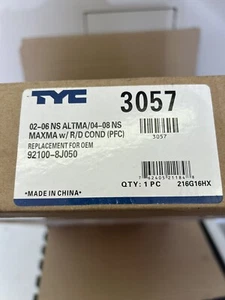 TYC
3057
02-06 NS ALTMA/04-08 NS
MAXMA w/ R/D COND (PFC)
3057
REPLACEMENT FOR OEM
92100-8J050
QTY: 1 PC
216G16HX
*MADE IN CHINA*